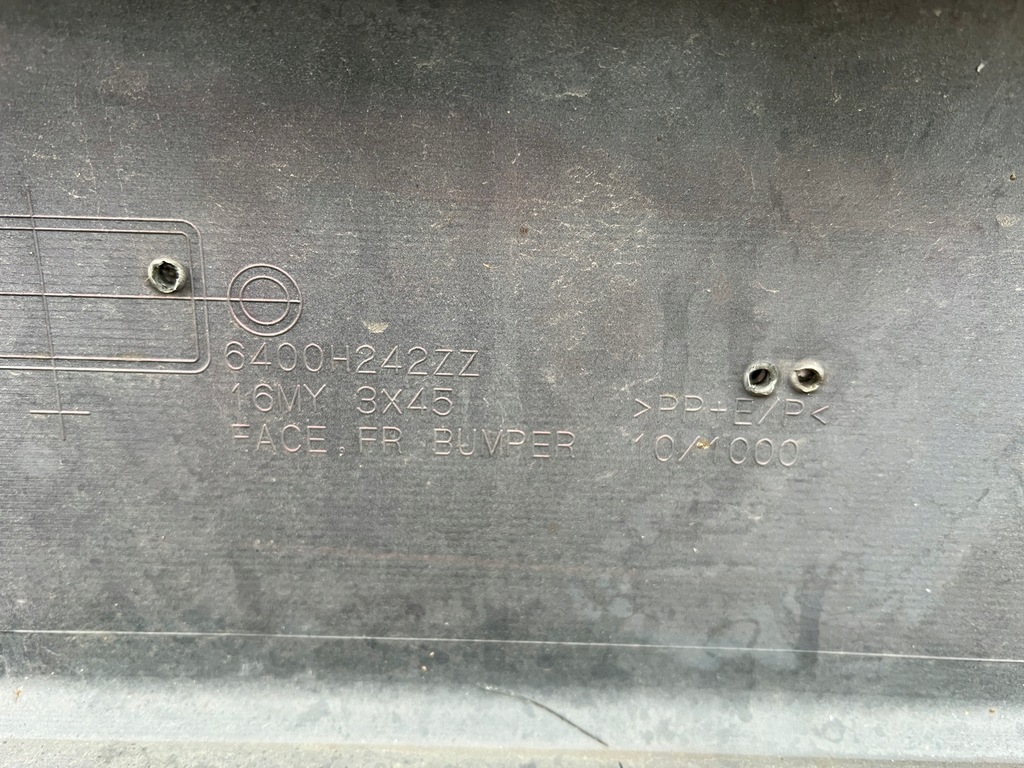 6400H242ZZ
16MY 3X45
FACE,FR BUMPER
>PP+E/P<
10/1000